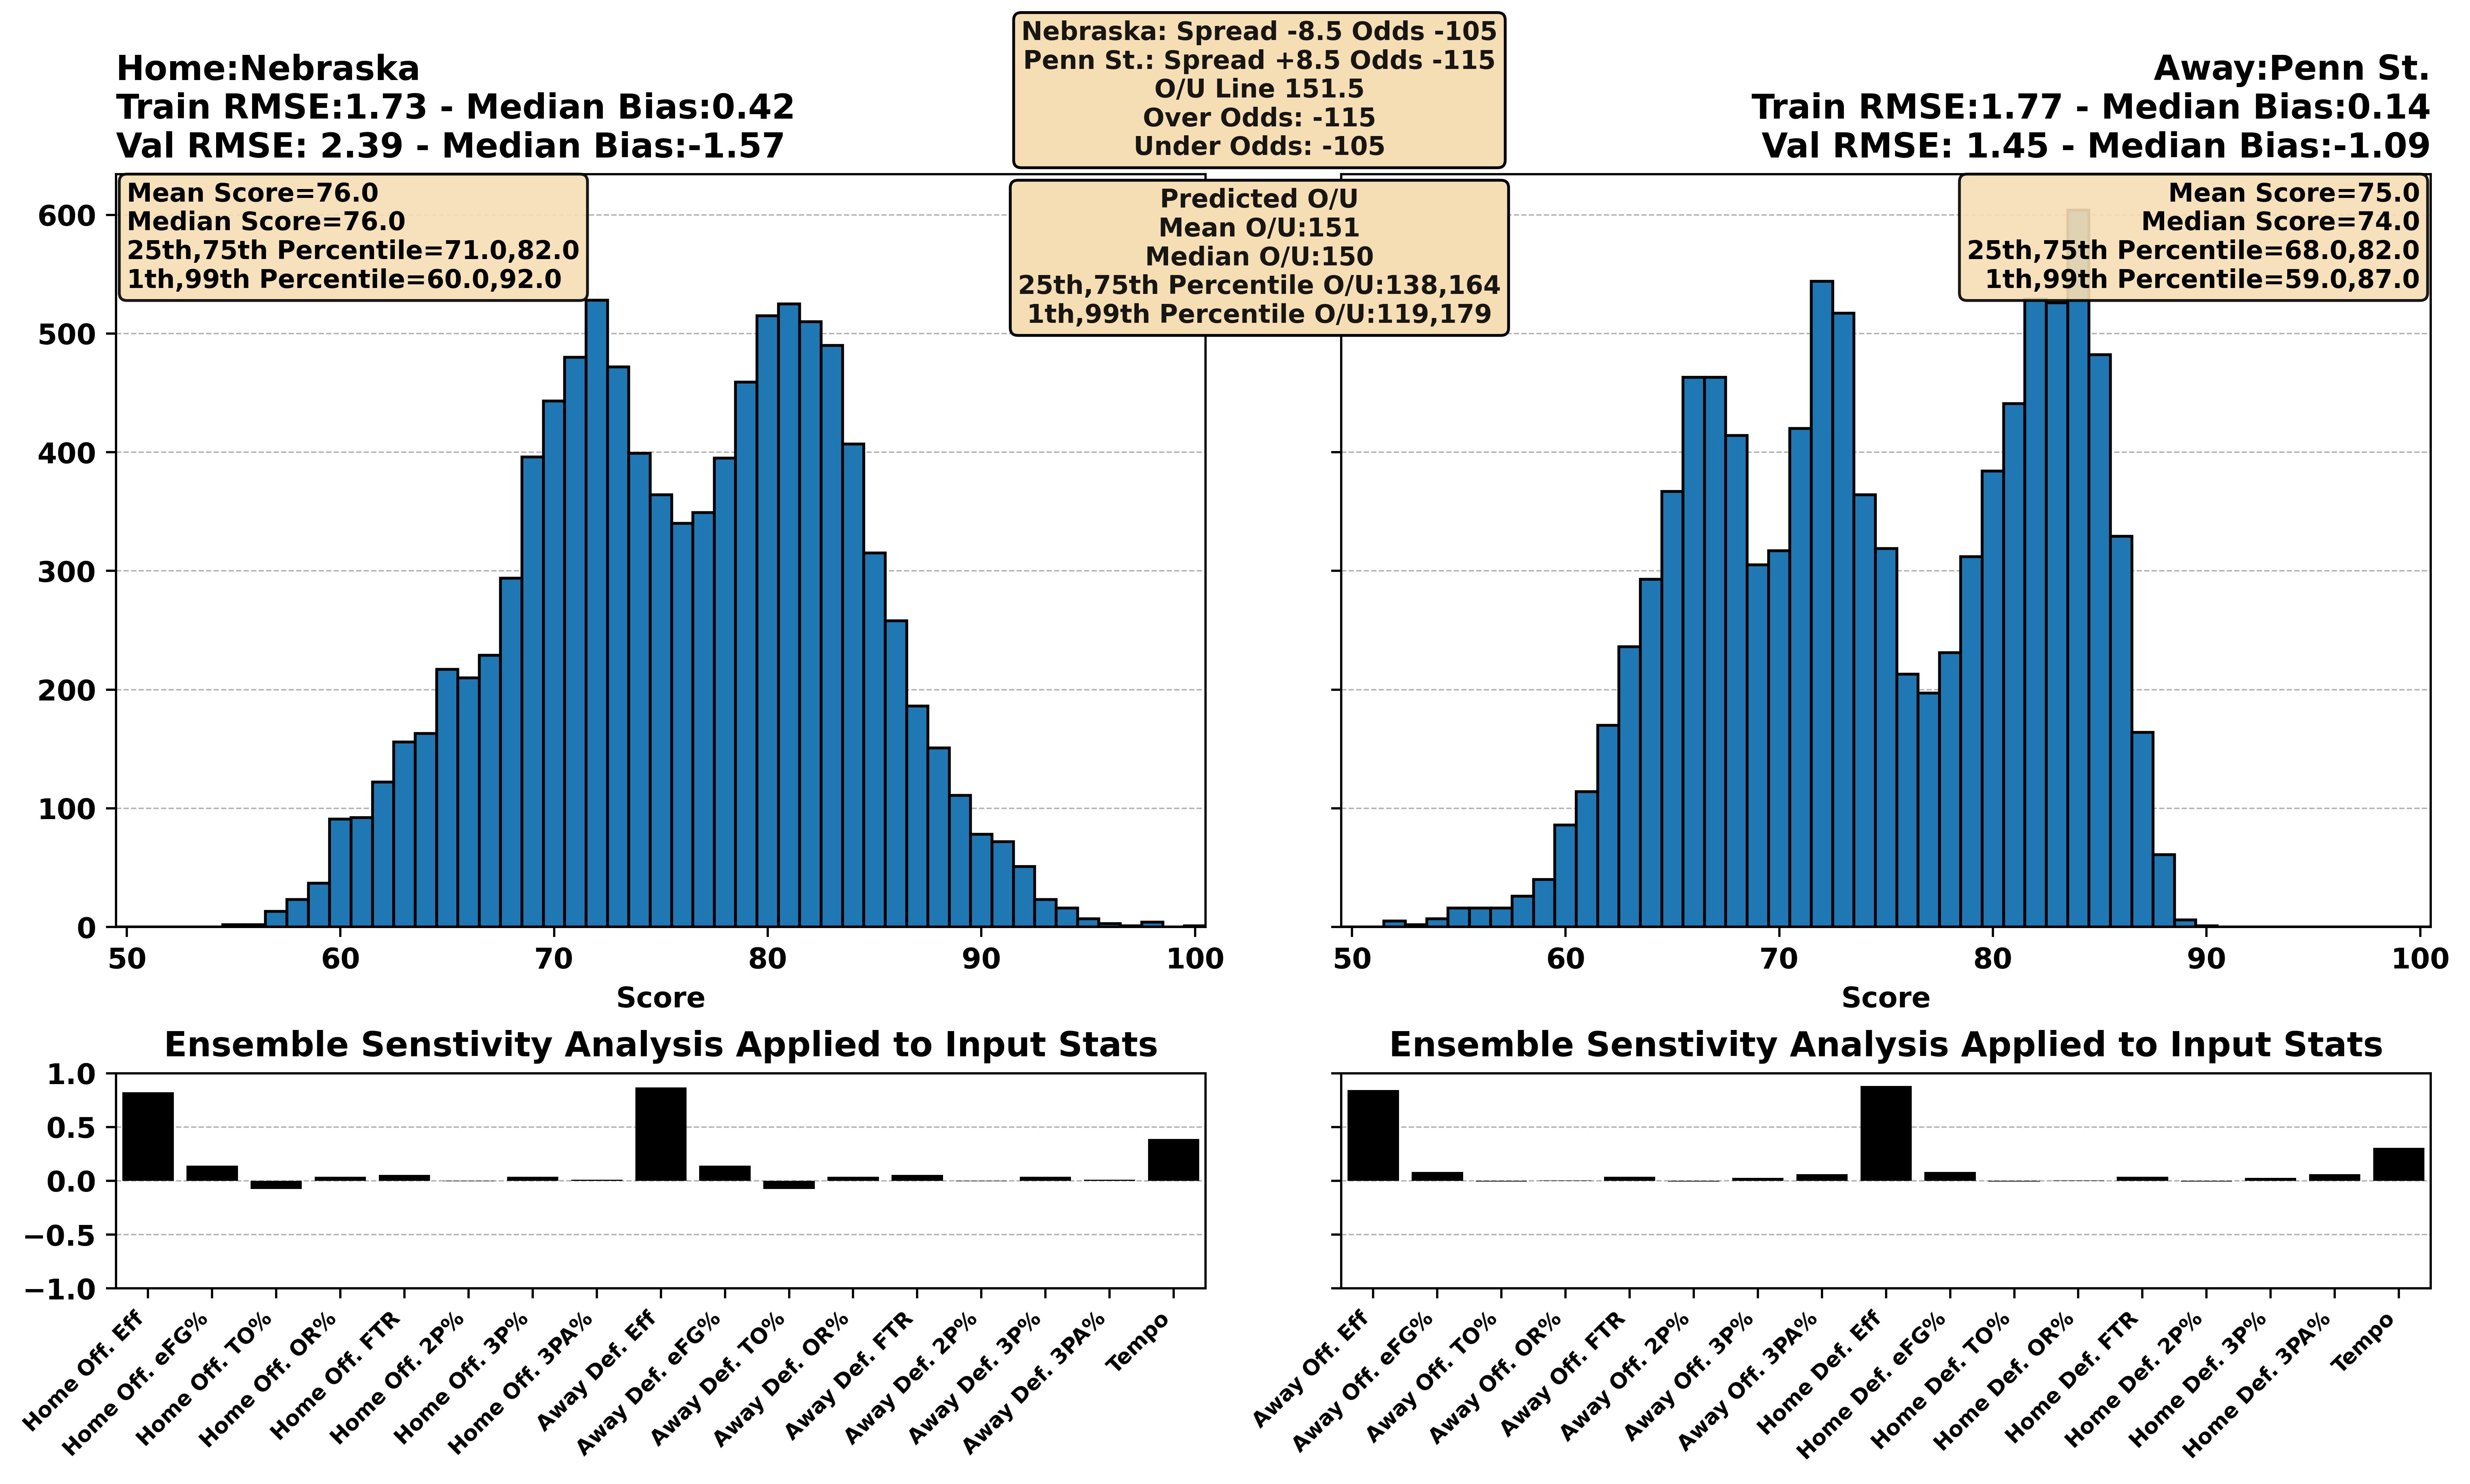 Nebraska: Spread -8.5 Odds -105
Penn St.: Spread +8.5 Odds -115
O/U Line 151.5
Over Odds: -115
Under Odds: -105
Home:Nebraska
Train RMSE:1.73 - Median Bias:0.42
Val RMSE: 2.39 - Median Bias:-1.57
Away:Penn St.
Train RMSE:1.77 - Median Bias:0.14
Val RMSE: 1.45 - Median Bias:-1.09
Mean Score=76.0
Median Score=76.0
25th,75th Percentile=71.0,82.0
1th,99th Percentile=60.0,92.0
Predicted O/U
Mean O/U:151
Median O/U:150
25th,75th Percentile O/U:138,164
1th,99th Percentile O/U:119,179
Mean Score=75.0
Median Score=74.0
25th,75th Percentile=68.0,82.0
1th,99th Percentile=59.0,87.0
600
500
400
300
200
100
0
50 60 70 80 90 100
Score
50 60 70 80 90 100
Score
Ensemble Senstivity Analysis Applied to Input Stats
1.0
0.5
0.0
−0.5
−1.0
Home Off. Eff
Home Off. eFG%
Home Off. TO%
Home Off. OR%
Home Off. FTR
Home Off. 2P%
Home Off. 3P%
Home Off. 3PA%
Away Def. Eff
Away Def. eFG%
Away Def. TO%
Away Def. OR%
Away Def. FTR
Away Def. 2P%
Away Def. 3P%
Away Def. 3PA%
Tempo
Ensemble Senstivity Analysis Applied to Input Stats
Away Off. Eff
Away Off. eFG%
Away Off. TO%
Away Off. OR%
Away Off. FTR
Away Off. 2P%
Away Off. 3P%
Away Off. 3PA%
Home Def. Eff
Home Def. eFG%
Home Def. TO%
Home Def. OR%
Home Def. FTR
Home Def. 2P%
Home Def. 3P%
Home Def. 3PA%
Tempo